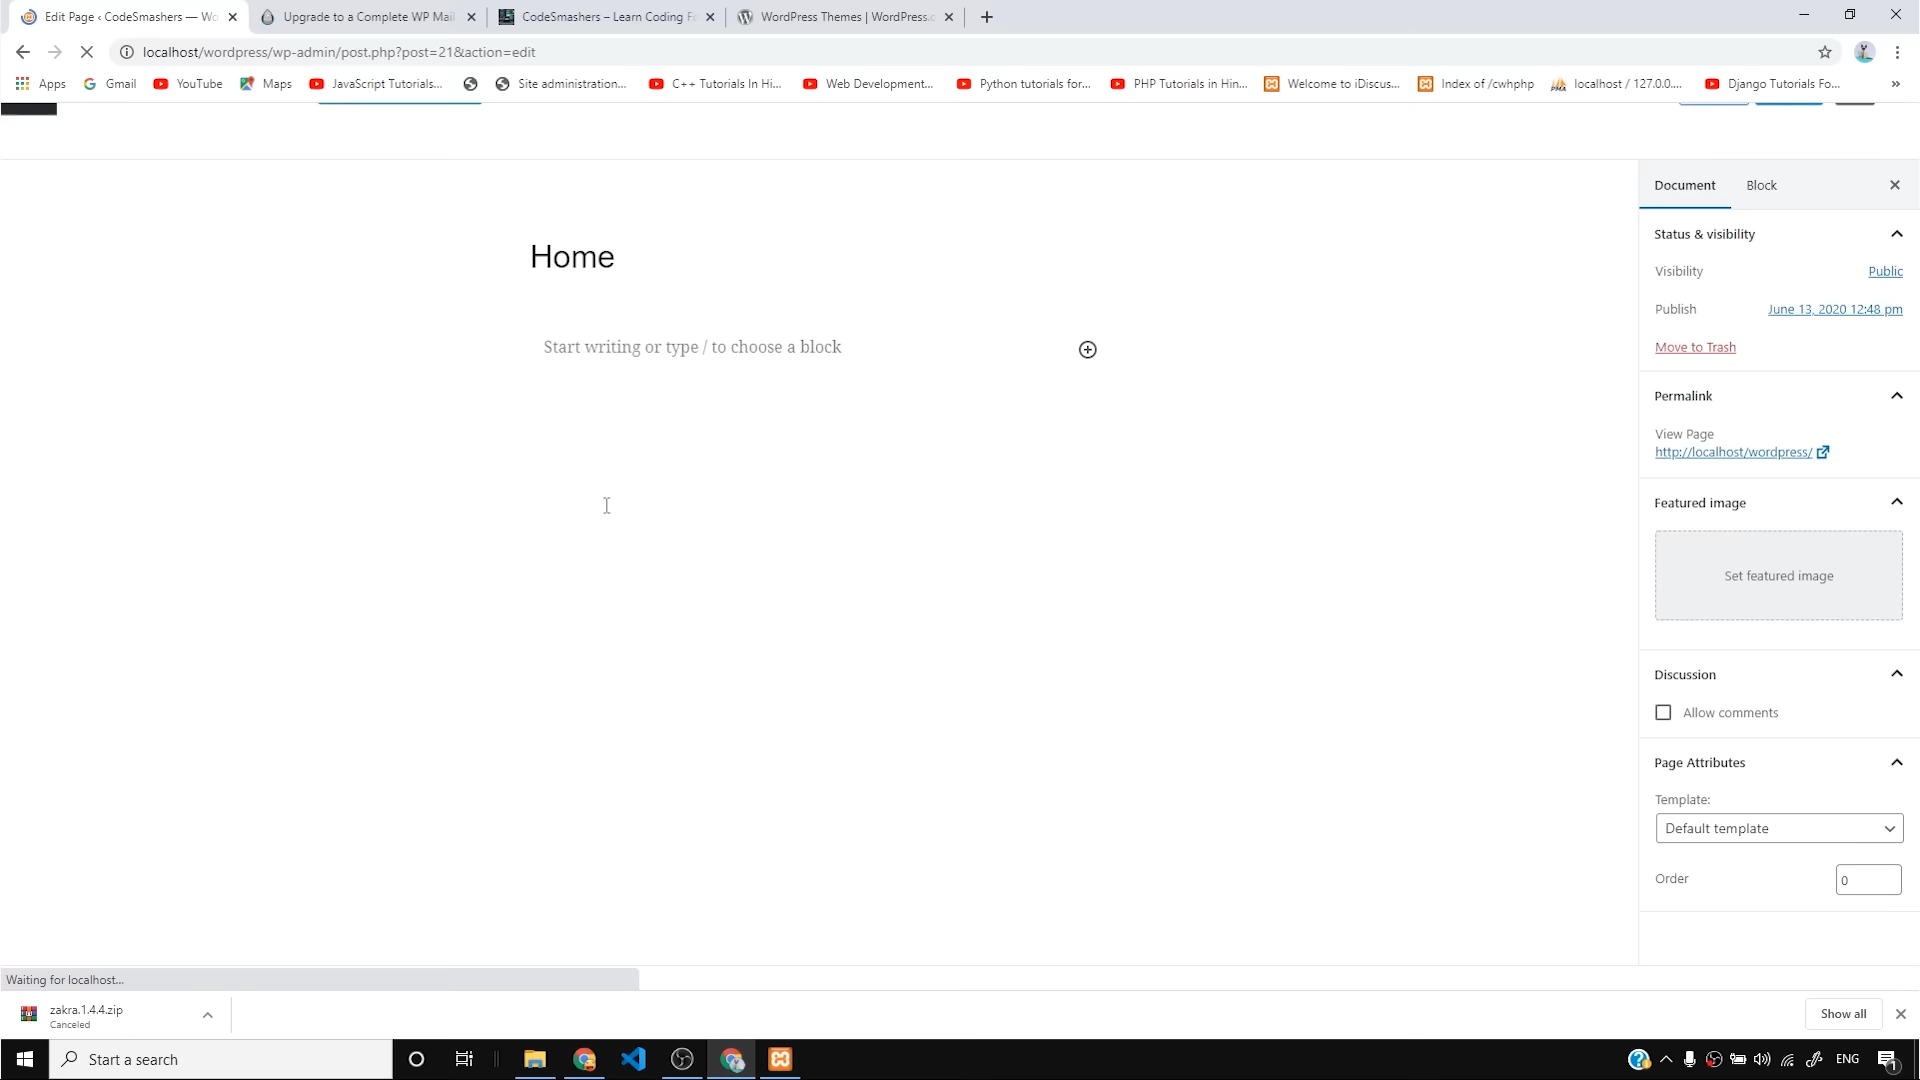 Edit Page ‹ CodeSmashers — Wo
Upgrade to a Complete WP Mail
CodeSmashers – Learn Coding Fo
WordPress Themes | WordPress.o
localhost/wordpress/wp-admin/post.php?post=21&action=edit
Apps
Gmail
YouTube
Maps
JavaScript Tutorials...
Site administration...
C++ Tutorials In Hi...
Web Development...
Python tutorials for...
PHP Tutorials in Hin...
Welcome to iDiscus...
Index of /cwhphp
localhost / 127.0.0....
Django Tutorials Fo...
»
Document
Block
Home
Start writing or type / to choose a block
Status & visibility
Visibility
Public
Publish
June 13, 2020 12:48 pm
Move to Trash
Permalink
View Page
http://localhost/wordpress/
Featured image
Set featured image
Discussion
Allow comments
Page Attributes
Template:
Default template
Order
0
Waiting for localhost...
zakra.1.4.4.zip
Canceled
Show all
Start a search
ENG
1